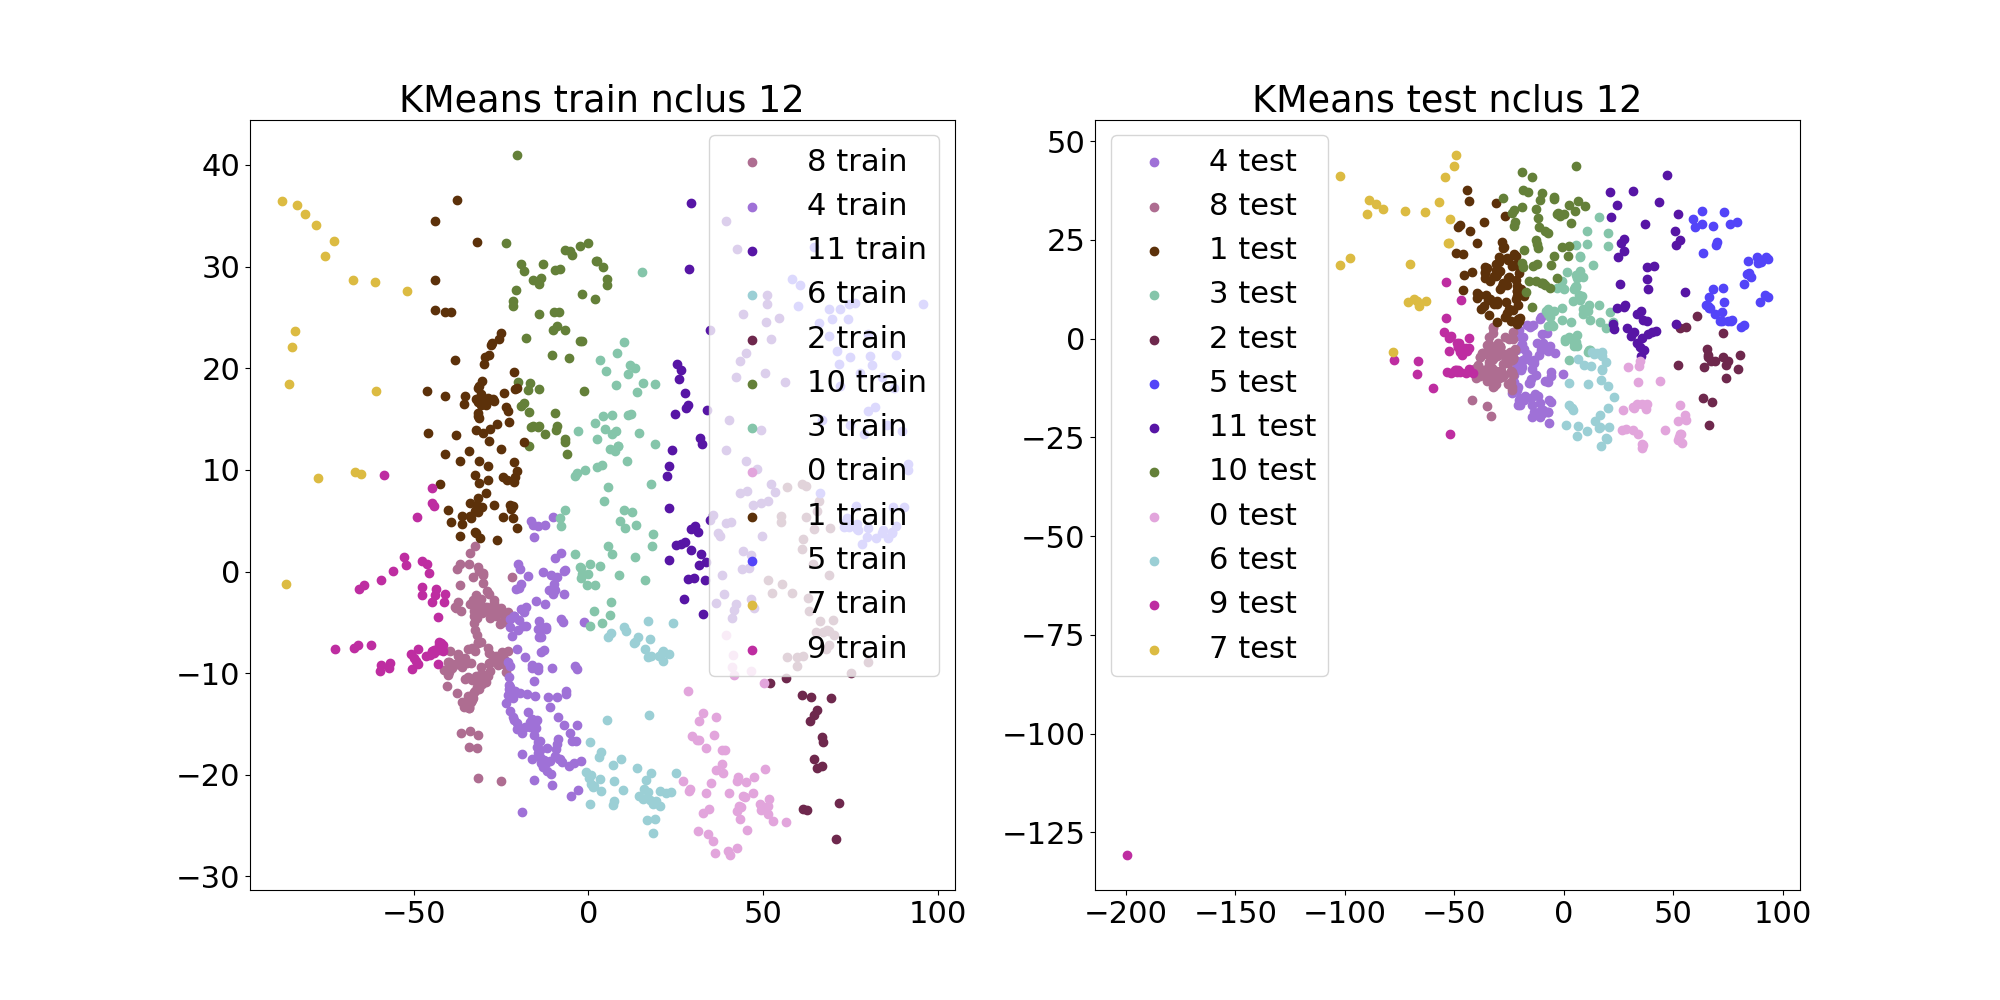 KMeans train nclus 12
40
30
20
10
0
−10
−20
−30
−50
0
50
100
8 train
4 train
11 train
6 train
2 train
10 train
3 train
0 train
1 train
5 train
7 train
9 train
KMeans test nclus 12
50
25
0
−25
−50
−75
−100
−125
−200
−150
−100
−50
0
50
100
4 test
8 test
1 test
3 test
2 test
5 test
11 test
10 test
0 test
6 test
9 test
7 test